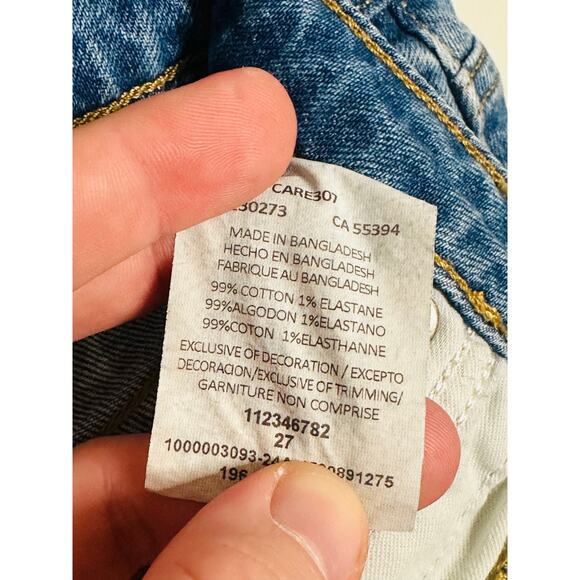 CARE307
30273 CA 55394
MADE IN BANGLADESH
HECHO EN BANGLADESH
FABRIQUE AU BANGLADESH
99% COTTON 1% ELASTANE
99%ALGODON 1%ELASTANO
99%COTON 1%ELASTHANNE
EXCLUSIVE OF DECORATION / EXCEPTO
DECORACION/EXCLUSIVE OF TRIMMING/
GARNITURE NON COMPRISE
112346782
27